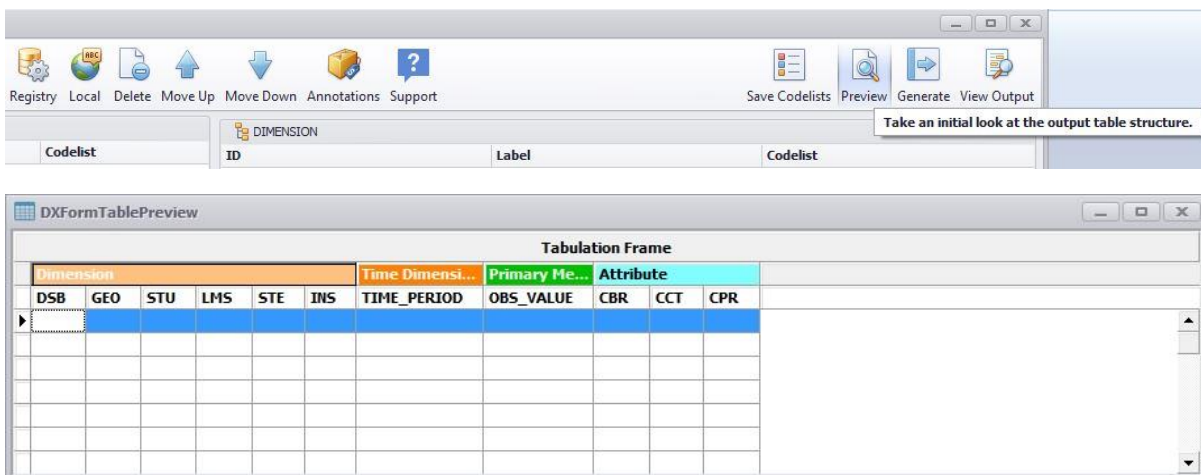 ABC
?
Registry Local Delete Move Up Move Down Annotations Support Save Codelists Preview Generate View Output
Take an initial look at the output table structure.
DIMENSION
Codelist ID Label Codelist
DXFormTablePreview
Tabulation Frame
Dimension Time Dimensi... Primary Me... Attribute
DSB GEO STU LMS STE INS TIME_PERIOD OBS_VALUE CBR CCT CPR